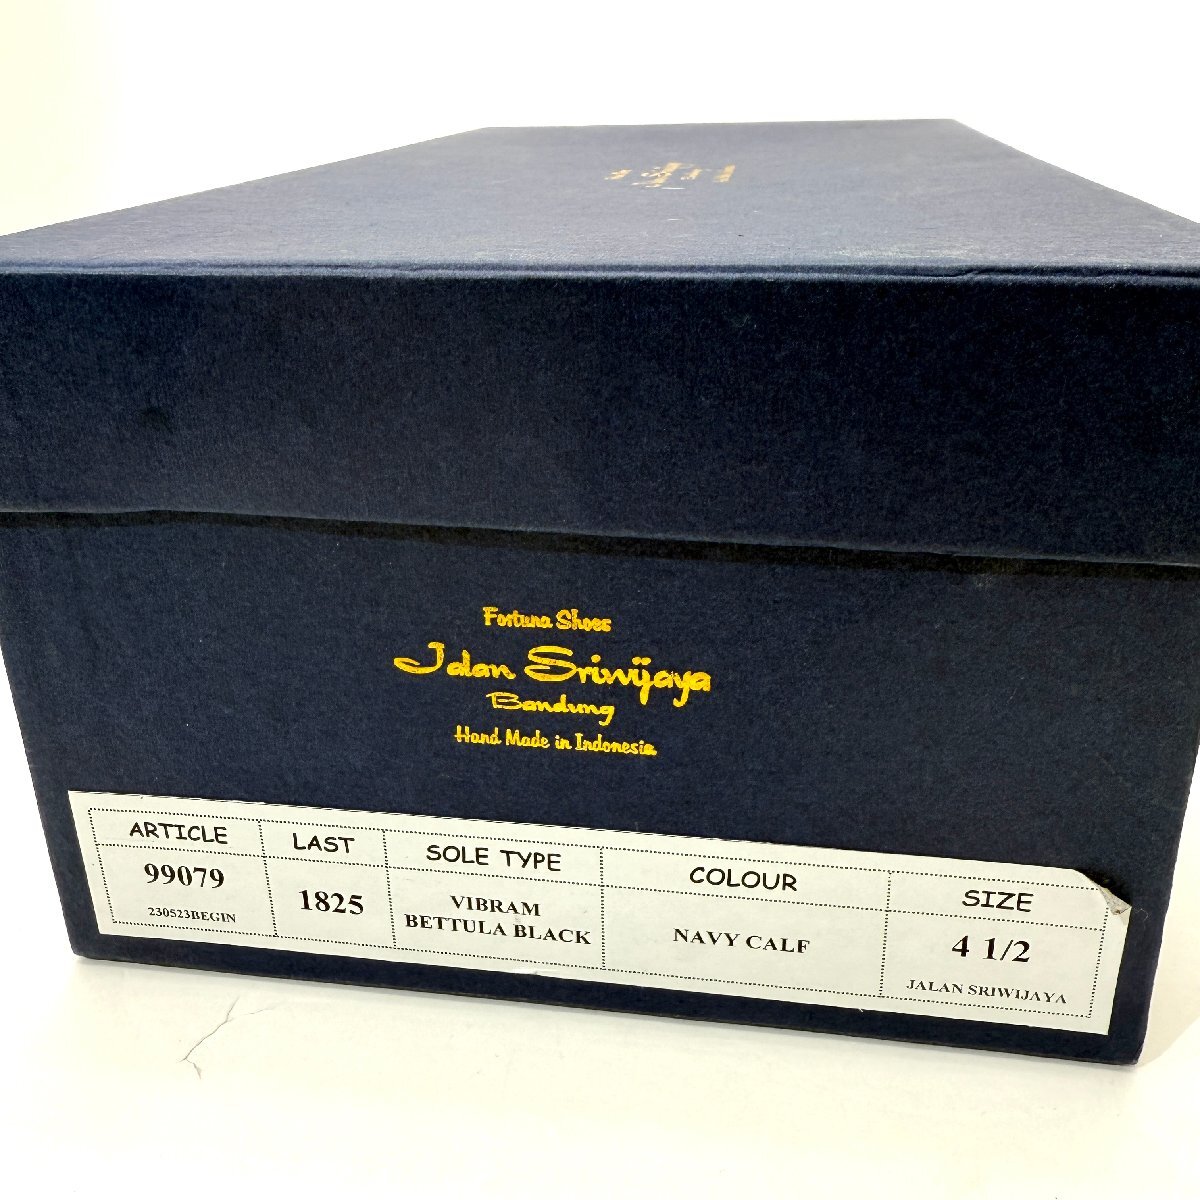 Fortuna Shoes
Jalan Sriwijaya
Bandung
Hand Made in Indonesia
ARTICLE LAST SOLE TYPE COLOUR SIZE
99079 1825 VIBRAM NAVY CALF 4 1/2
230523BEGIN BETTULA BLACK JALAN SRIWIJAYA